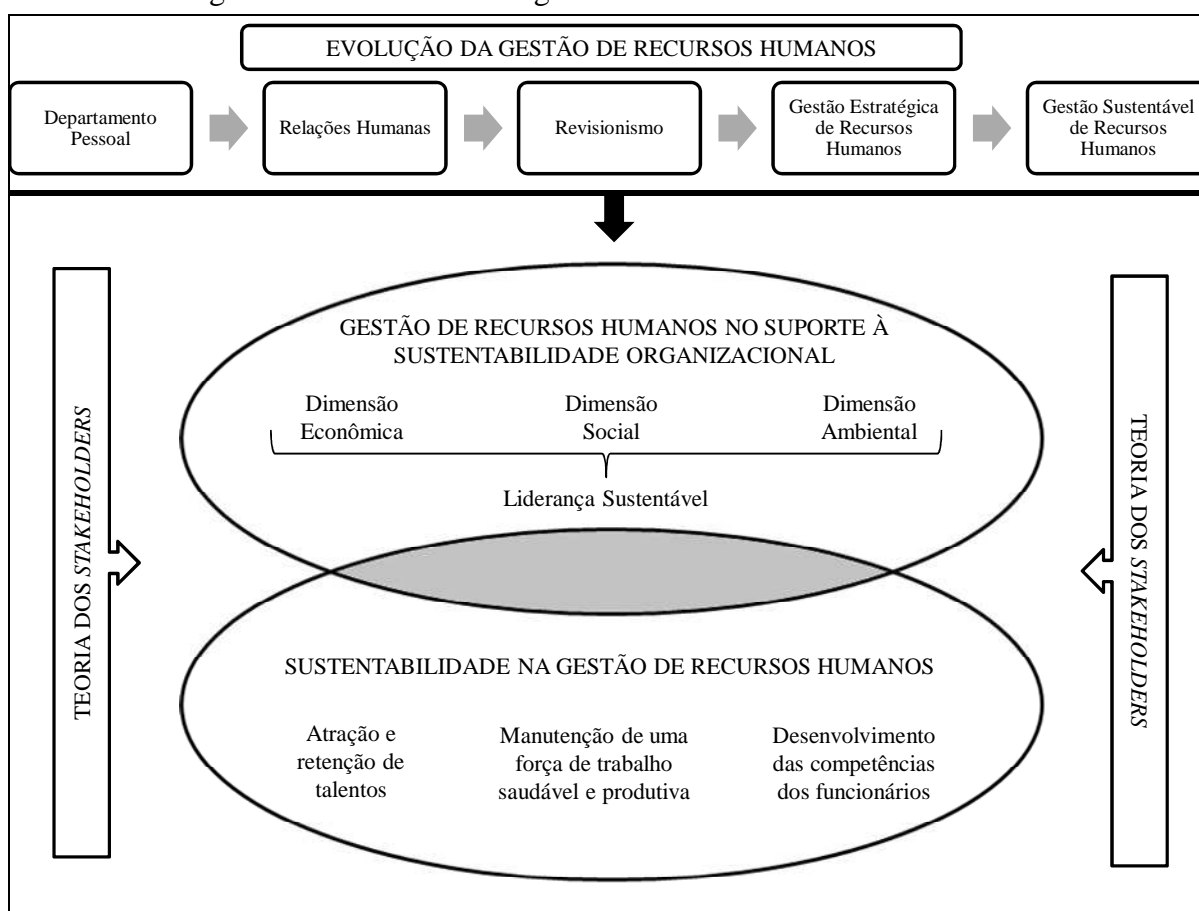 EVOLUÇÃO DA GESTÃO DE RECURSOS HUMANOS
Departamento
Pessoal
Relações Humanas
Revisionismo
Gestão Estratégica
de Recursos
Humanos
Gestão Sustentável
de Recursos
Humanos
TEORIA DOS STAKEHOLDERS
GESTÃO DE RECURSOS HUMANOS NO SUPORTE À
SUSTENTABILIDADE ORGANIZACIONAL
Dimensão
Econômica
Dimensão
Social
Dimensão
Ambiental
Liderança Sustentável
SUSTENTABILIDADE NA GESTÃO DE RECURSOS HUMANOS
Atração e
retenção de
talentos
Manutenção de uma
força de trabalho
saudável e produtiva
Desenvolvimento
das competências
dos funcionários
TEORIA DOS STAKEHOLDERS